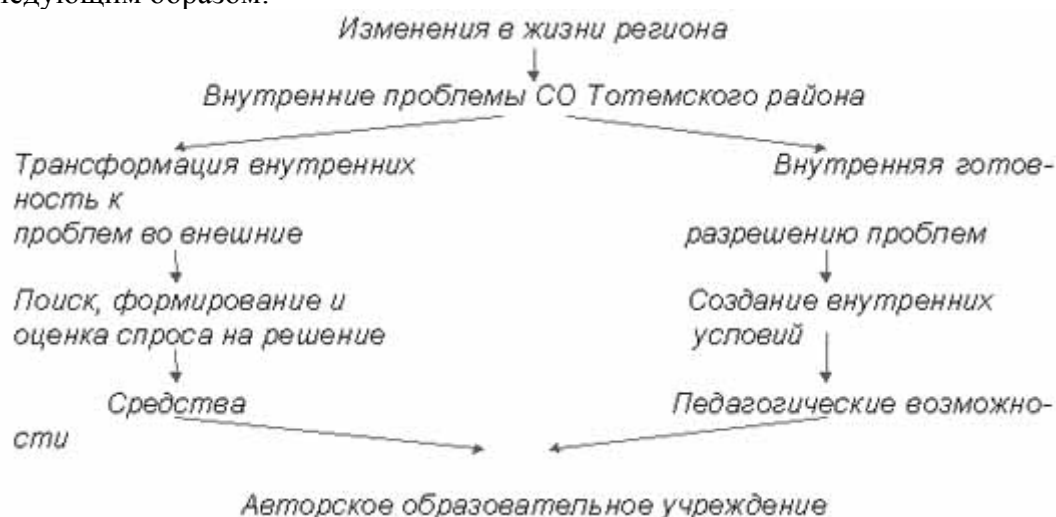 следующим образом:
Изменения в жизни региона
Внутренние проблемы СО Тотемского района
Трансформация внутренних Внутренняя готов-
ность к
проблем во внешние разрешению проблем
Поиск, формирование и Создание внутренних
оценка спроса на решение условий
Средства Педагогические возможно-
сти
Авторское образовательное учреждение